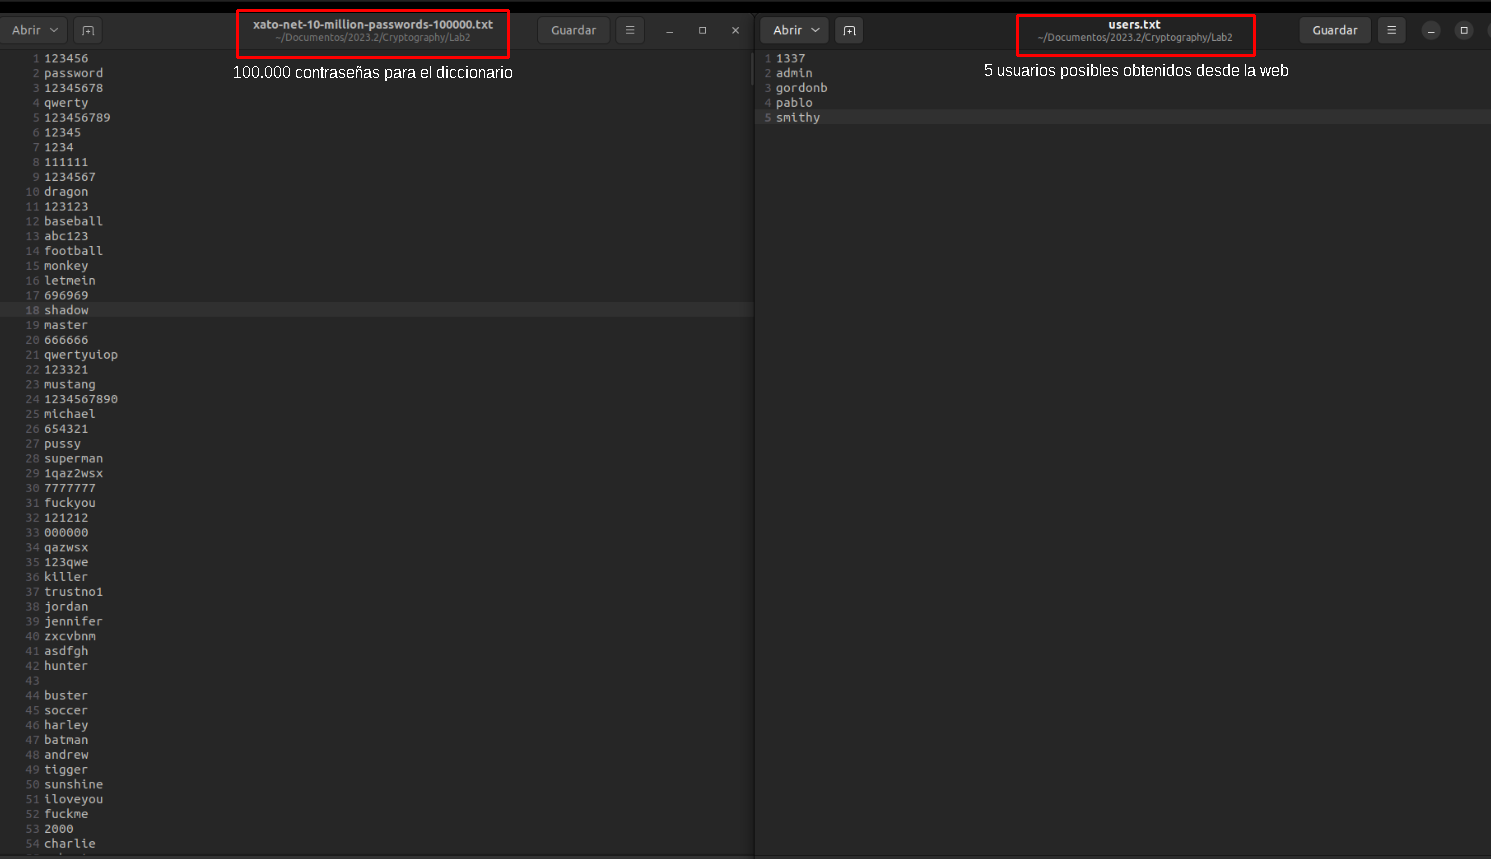 Abrir
xato-net-10-million-passwords-100000.txt
~/Documentos/2023.2/Cryptography/Lab2
Guardar
100.000 contraseñas para el diccionario
1 123456
2 password
3 12345678
4 qwerty
5 123456789
6 12345
7 1234
8 111111
9 1234567
10 dragon
11 123123
12 baseball
13 abc123
14 football
15 monkey
16 letmein
17 696969
18 shadow
19 master
20 666666
21 qwertyuiop
22 123321
23 mustang
24 1234567890
25 michael
26 654321
27 pussy
28 superman
29 1qaz2wsx
30 7777777
31 fuckyou
32 121212
33 000000
34 qazwsx
35 123qwe
36 killer
37 trustno1
38 jordan
39 jennifer
40 zxcvbnm
41 asdfgh
42 hunter
43
44 buster
45 soccer
46 harley
47 batman
48 andrew
49 tigger
50 sunshine
51 iloveyou
52 fuckme
53 2000
54 charlie
Abrir
users.txt
~/Documentos/2023.2/Cryptography/Lab2
Guardar
5 usuarios posibles obtenidos desde la web
1 1337
2 admin
3 gordonb
4 pablo
5 smithy